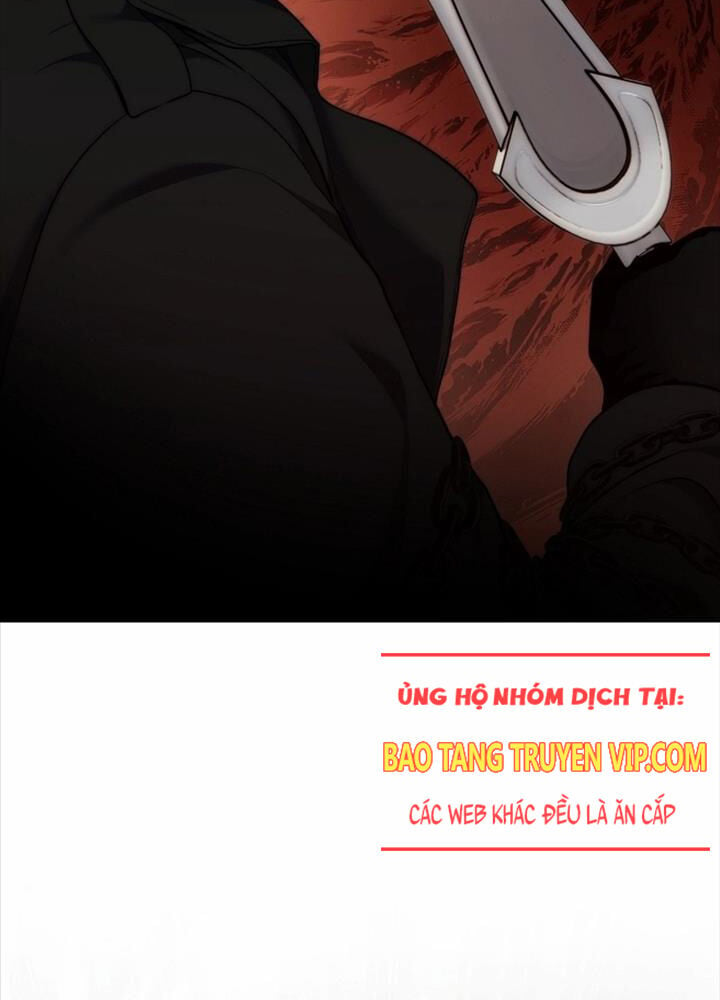 ỦNG HỘ NHÓM DỊCH TẠI:
BAO TANG TRUYEN VIP.COM
CÁC WEB KHÁC ĐỀU LÀ ĂN CẮP